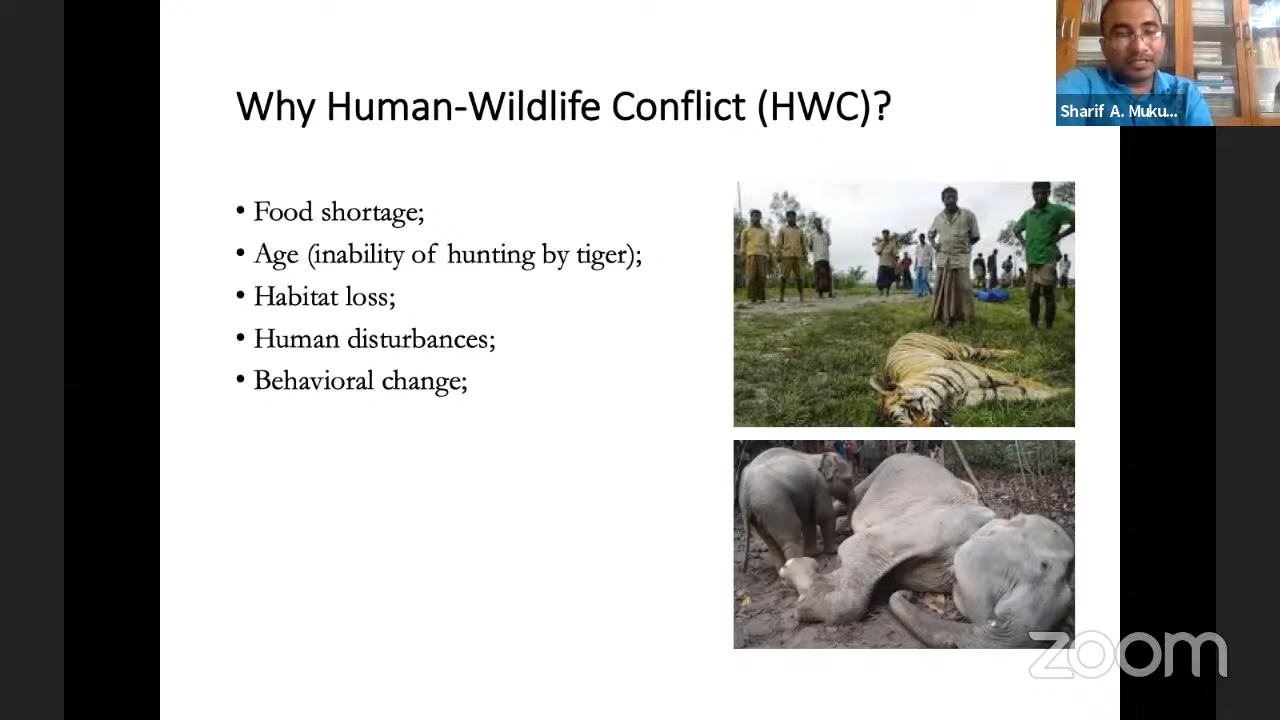 Why Human-Wildlife Conflict (HWC)?
Sharif A. Muku...
• Food shortage;
• Age (inability of hunting by tiger);
• Habitat loss;
• Human disturbances;
• Behavioral change;
zoom